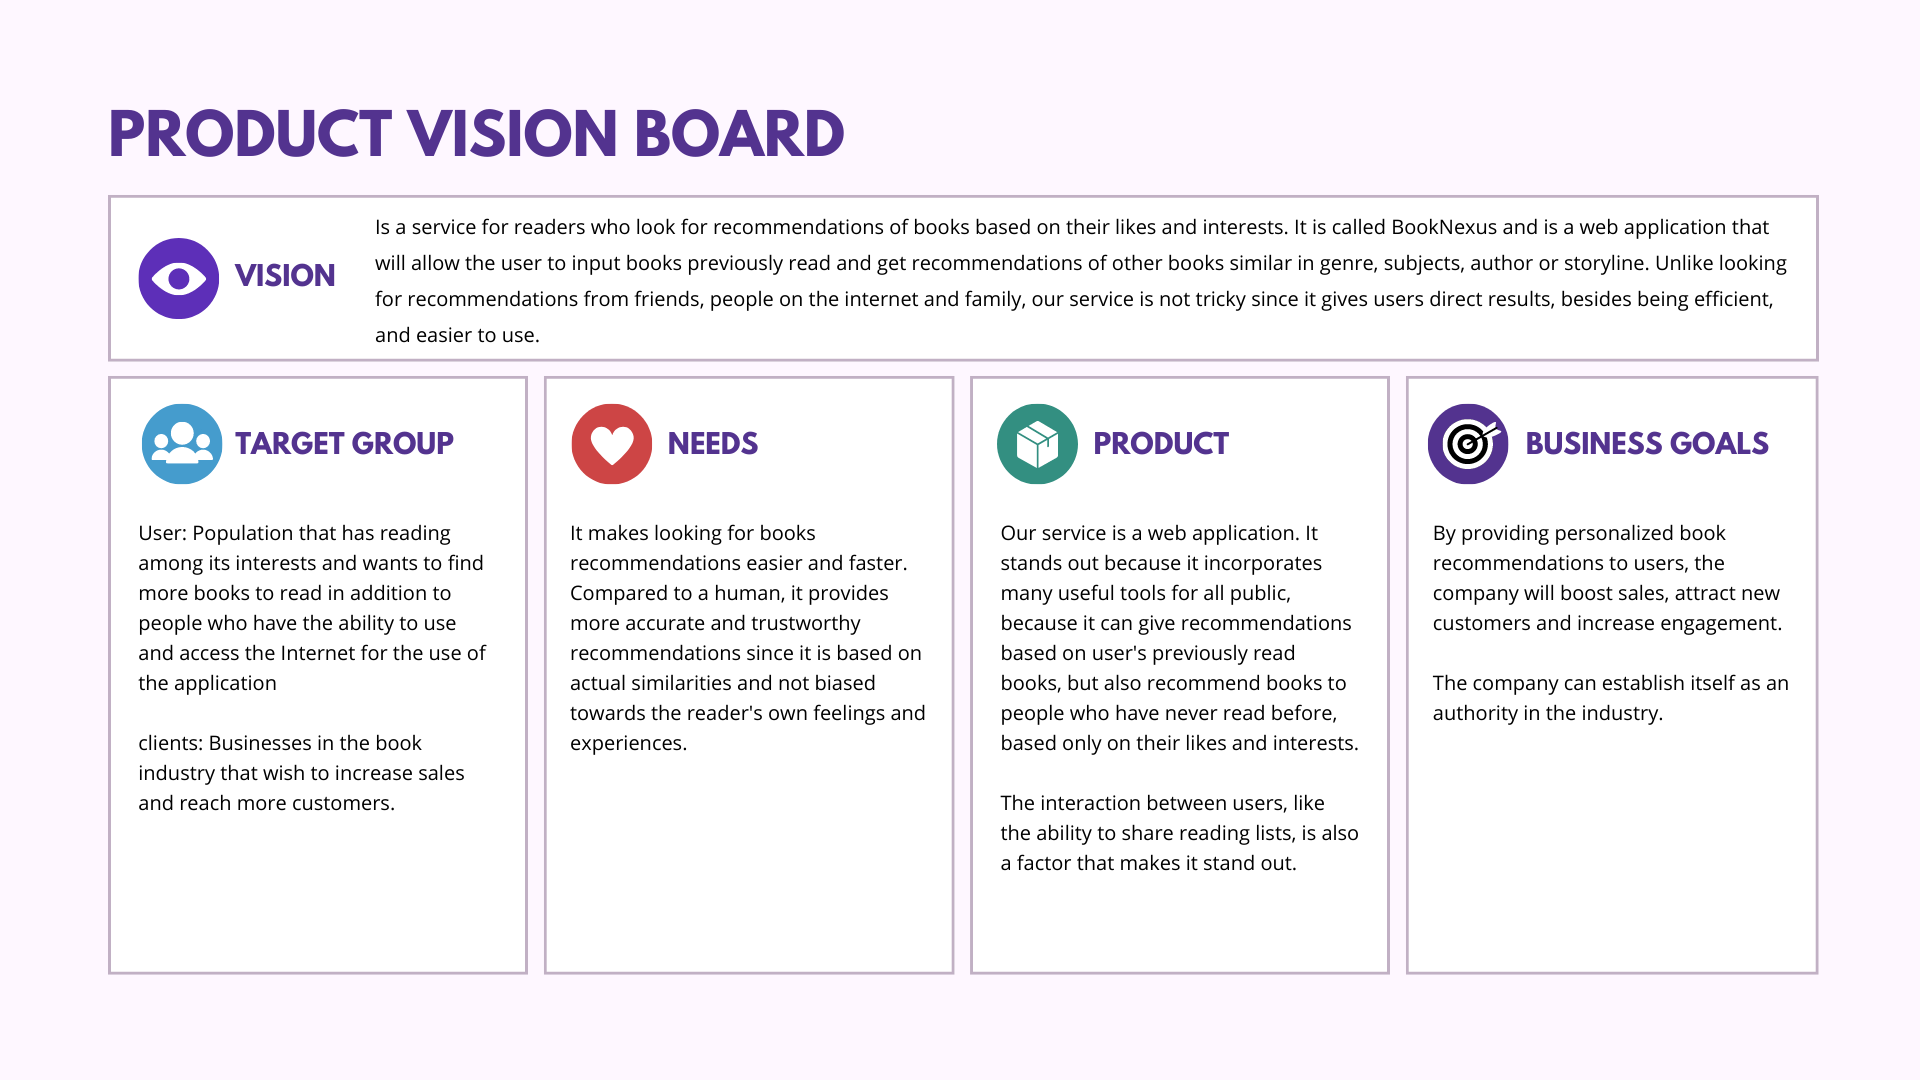 PRODUCT VISION BOARD
VISION
Is a service for readers who look for recommendations of books based on their likes and interests. It is called BookNexus and is a web application that
will allow the user to input books previously read and get recommendations of other books similar in genre, subjects, author or storyline. Unlike looking
for recommendations from friends, people on the internet and family, our service is not tricky since it gives users direct results, besides being efficient,
and easier to use.
TARGET GROUP
User: Population that has reading
among its interests and wants to find
more books to read in addition to
people who have the ability to use
and access the Internet for the use of
the application
clients: Businesses in the book
industry that wish to increase sales
and reach more customers.
NEEDS
It makes looking for books
recommendations easier and faster.
Compared to a human, it provides
more accurate and trustworthy
recommendations since it is based on
actual similarities and not biased
towards the reader's own feelings and
experiences.
PRODUCT
Our service is a web application. It
stands out because it incorporates
many useful tools for all public,
because it can give recommendations
based on user's previously read
books, but also recommend books to
people who have never read before,
based only on their likes and interests.
The interaction between users, like
the ability to share reading lists, is also
a factor that makes it stand out.
BUSINESS GOALS
By providing personalized book
recommendations to users, the
company will boost sales, attract new
customers and increase engagement.
The company can establish itself as an
authority in the industry.